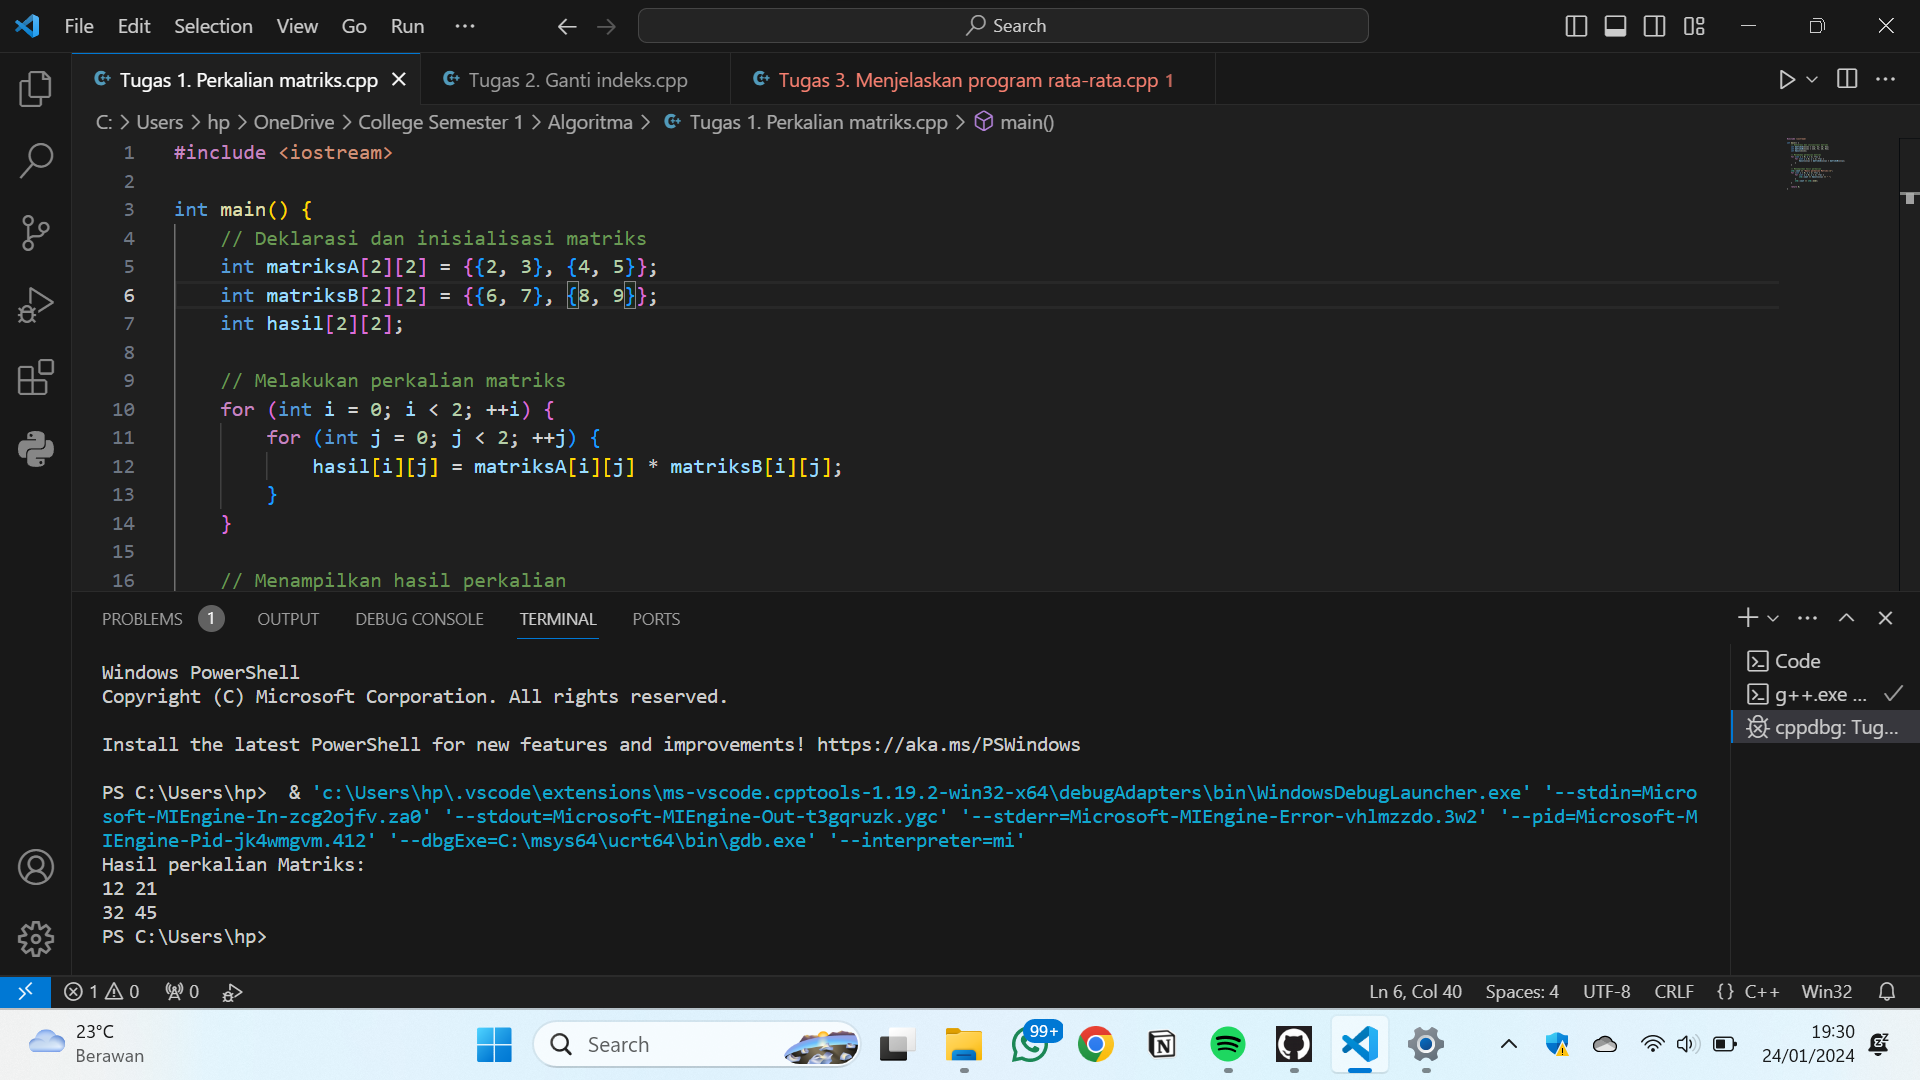 File Edit Selection View Go Run ··· Search
Tugas 1. Perkalian matriks.cpp Tugas 2. Ganti indeks.cpp Tugas 3. Menjelaskan program rata-rata.cpp 1
C: > Users > hp > OneDrive > College Semester 1 > Algoritma > Tugas 1. Perkalian matriks.cpp > main()
1 #include <iostream>
2
3 int main() {
4 // Deklarasi dan inisialisasi matriks
5 int matriksA[2][2] = {{2, 3}, {4, 5}};
6 int matriksB[2][2] = {{6, 7}, {8, 9}};
7 int hasil[2][2];
8
9 // Melakukan perkalian matriks
10 for (int i = 0; i < 2; ++i) {
11 for (int j = 0; j < 2; ++j) {
12 hasil[i][j] = matriksA[i][j] * matriksB[i][j];
13 }
14 }
15
16 // Menampilkan hasil perkalian
PROBLEMS 1 OUTPUT DEBUG CONSOLE TERMINAL PORTS
Windows PowerShell
Copyright (C) Microsoft Corporation. All rights reserved.
Install the latest PowerShell for new features and improvements! https://aka.ms/PSWindows
PS C:\Users\hp>  & 'c:\Users\hp\.vscode\extensions\ms-vscode.cpptools-1.19.2-win32-x64\debugAdapters\bin\WindowsDebugLauncher.exe' '--stdin=Micro
soft-MIEngine-In-zcg2ojfv.za0' '--stdout=Microsoft-MIEngine-Out-t3gqruzk.ygc' '--stderr=Microsoft-MIEngine-Error-vhlmzzdo.3w2' '--pid=Microsoft-M
IEngine-Pid-jk4wmgvm.412' '--dbgExe=C:\msys64\ucrt64\bin\gdb.exe' '--interpreter=mi'
Hasil perkalian Matriks:
12 21
32 45
PS C:\Users\hp>
Code
g++.exe ...
cppdbg: Tug...
1 0 0 Ln 6, Col 40 Spaces: 4 UTF-8 CRLF {} C++ Win32
23°C
Berawan
Search
99+
19:30
24/01/2024